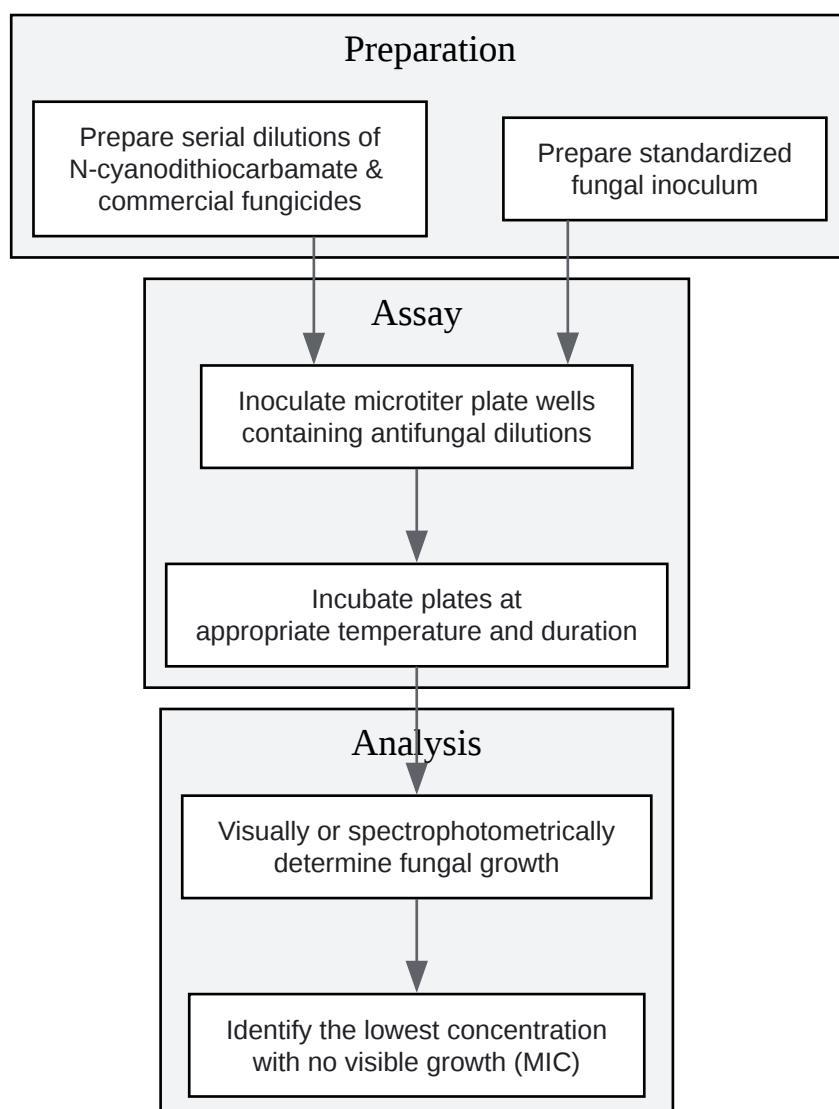 Preparation
Prepare serial dilutions of
N-cyanodithiocarbamate &
commercial fungicides
Prepare standardized
fungal inoculum
Assay
Inoculate microtiter plate wells
containing antifungal dilutions
Incubate plates at
appropriate temperature and duration
Analysis
Visually or spectrophotometrically
determine fungal growth
Identify the lowest concentration
with no visible growth (MIC)